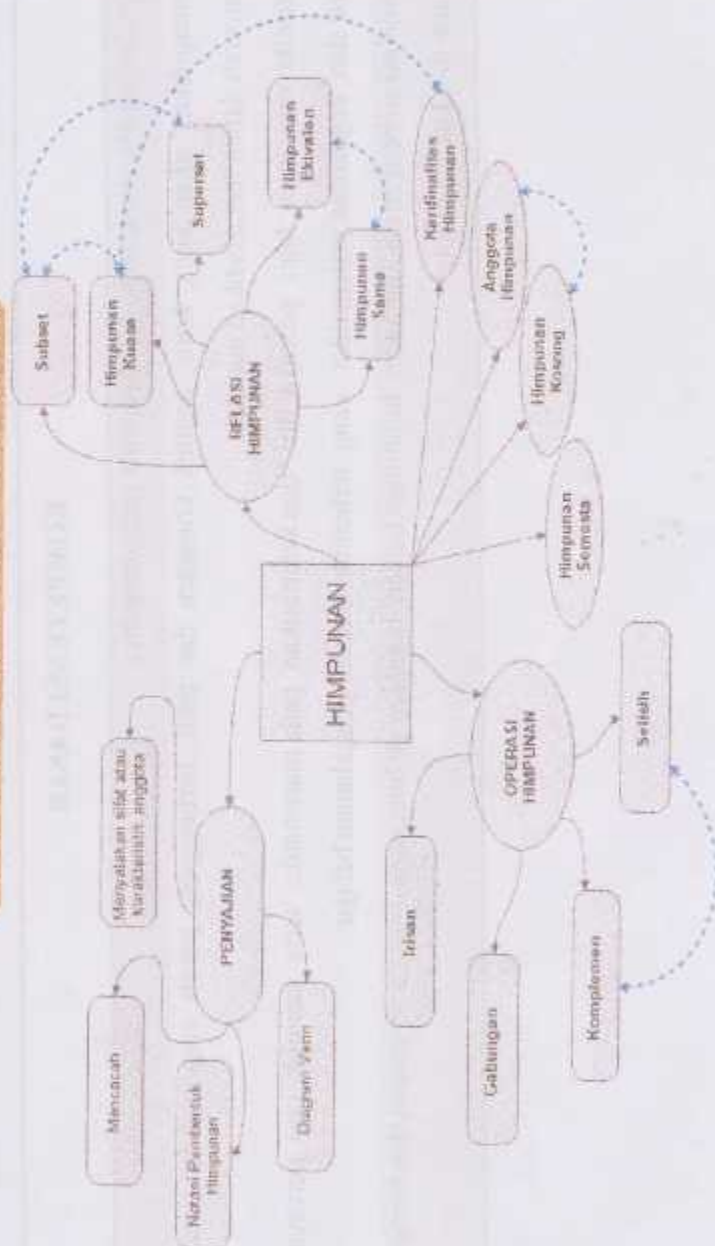 Mencacah
Menyatakan sifat atau
karakteristik anggota
Notasi Pembentuk
Himpunan
PENYAJIAN
Diagram Venn
HIMPUNAN
RELASI
HIMPUNAN
Subset
Himpunan
Kuasa
Superset
Himpunan
Ekivalen
Himpunan
Sama
Kardinalitas
Himpunan
Anggota
Himpunan
Himpunan
Kosong
Himpunan
Semesta
OPERASI
HIMPUNAN
Irisan
Gabungan
Komplemen
Selisih